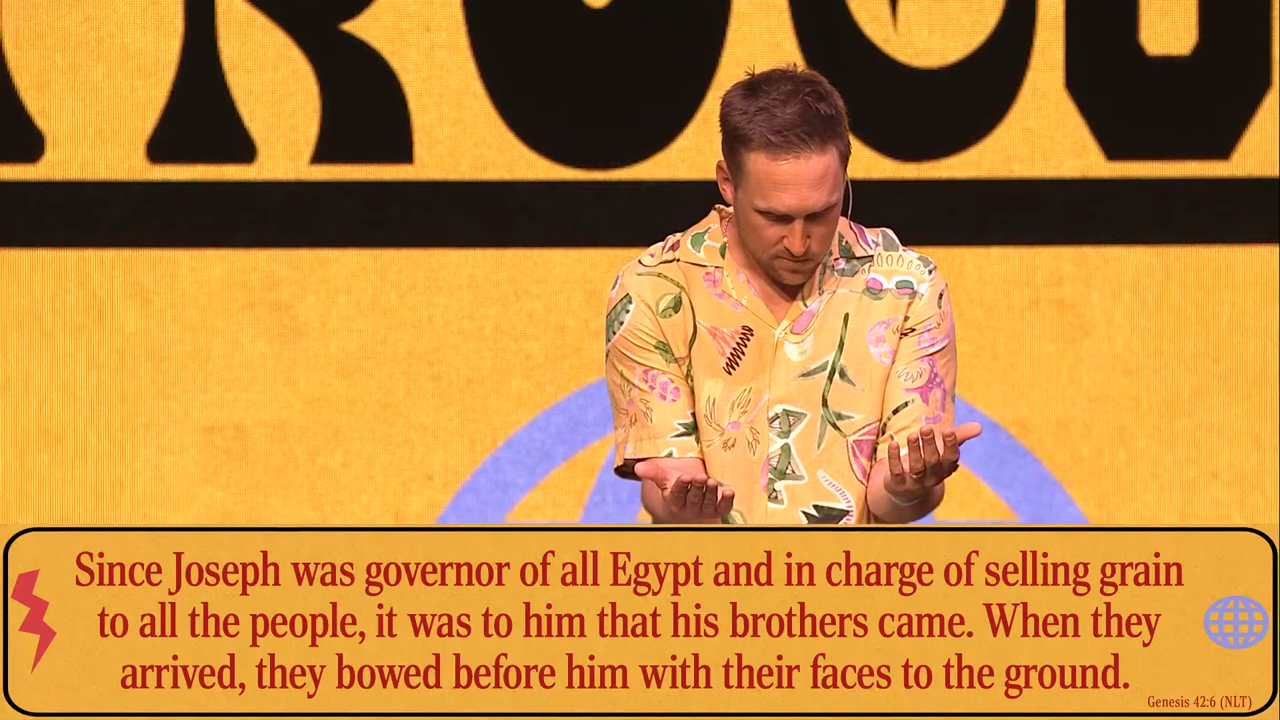 Since Joseph was governor of all Egypt and in charge of selling grain
to all the people, it was to him that his brothers came. When they
arrived, they bowed before him with their faces to the ground.
Genesis 42:6 (NLT)